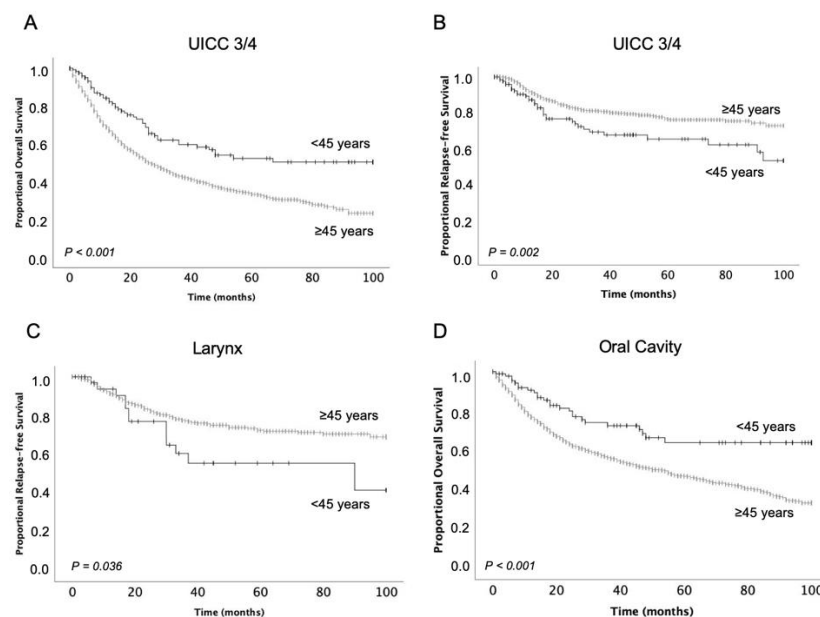 A
UICC 3/4
Proportional Overall Survival
1.0
0.8
0.6
0.4
0.2
0.0
<45 years
≥45 years
P < 0.001
0 20 40 60 80 100
Time (months)
B
UICC 3/4
Proportional Relapse-free Survival
1.0
0.8
0.6
0.4
0.2
0.0
≥45 years
<45 years
P = 0.002
0 20 40 60 80 100
Time (months)
C
Larynx
Proportional Relapse-free Survival
1.0
0.8
0.6
0.4
0.2
0.0
≥45 years
<45 years
P = 0.036
0 20 40 60 80 100
Time (months)
D
Oral Cavity
Proportional Overall Survival
1.0
0.8
0.6
0.4
0.2
0.0
<45 years
≥45 years
P < 0.001
0 20 40 60 80 100
Time (months)